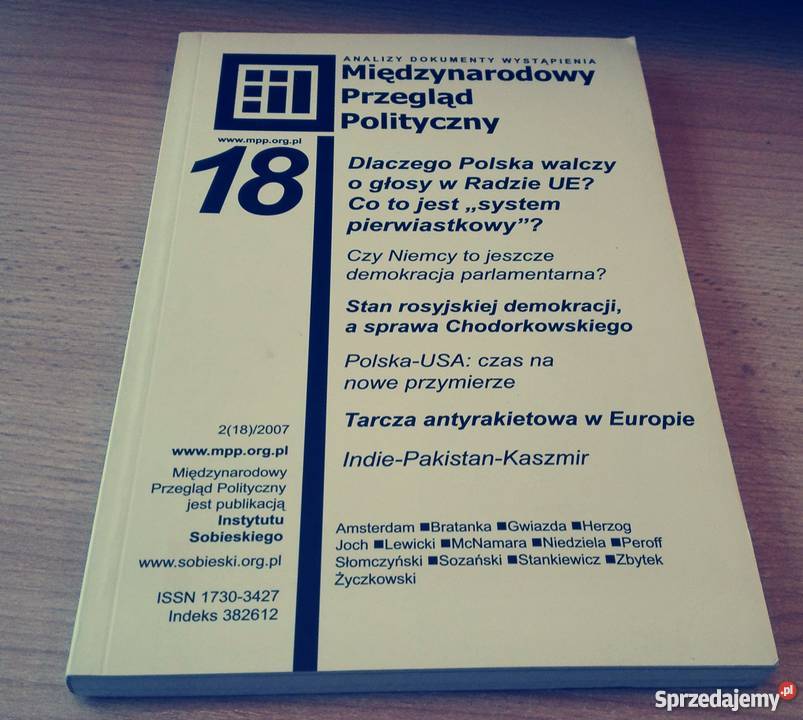 ANALIZY DOKUMENTY WYSTĄPIENIA
Międzynarodowy
Przegląd
Polityczny
www.mpp.org.pl
18
Dlaczego Polska walczy
o głosy w Radzie UE?
Co to jest „system
pierwiastkowy”?
Czy Niemcy to jeszcze
demokracja parlamentarna?
Stan rosyjskiej demokracji,
a sprawa Chodorkowskiego
Polska-USA: czas na
nowe przymierze
Tarcza antyrakietowa w Europie
Indie-Pakistan-Kaszmir
2(18)/2007
www.mpp.org.pl
Międzynarodowy
Przegląd Polityczny
jest publikacją
Instytutu
Sobieskiego
www.sobieski.org.pl
ISSN 1730-3427
Indeks 382612
Amsterdam ■Bratanka ■Gwiazda ■Herzog
Joch ■Lewicki ■McNamara ■Niedziela ■Peroff
Słomczyński ■Sozański ■Stankiewicz ■Zbytek
Życzkowski
Sprzedajemy.pl